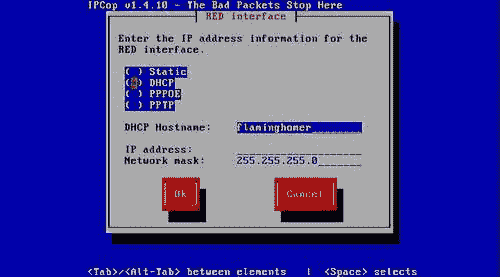 IPCop v1.4.10 - The Bad Packets Stop Here
RED interface
Enter the IP address information for the
RED interface.
( ) Static
(*) DHCP
( ) PPPOE
( ) PPTP
DHCP Hostname: flaminghomer
IP address:
Network mask: 255.255.255.0
Ok Cancel
<Tab>/<Alt-Tab> between elements | <Space> selects